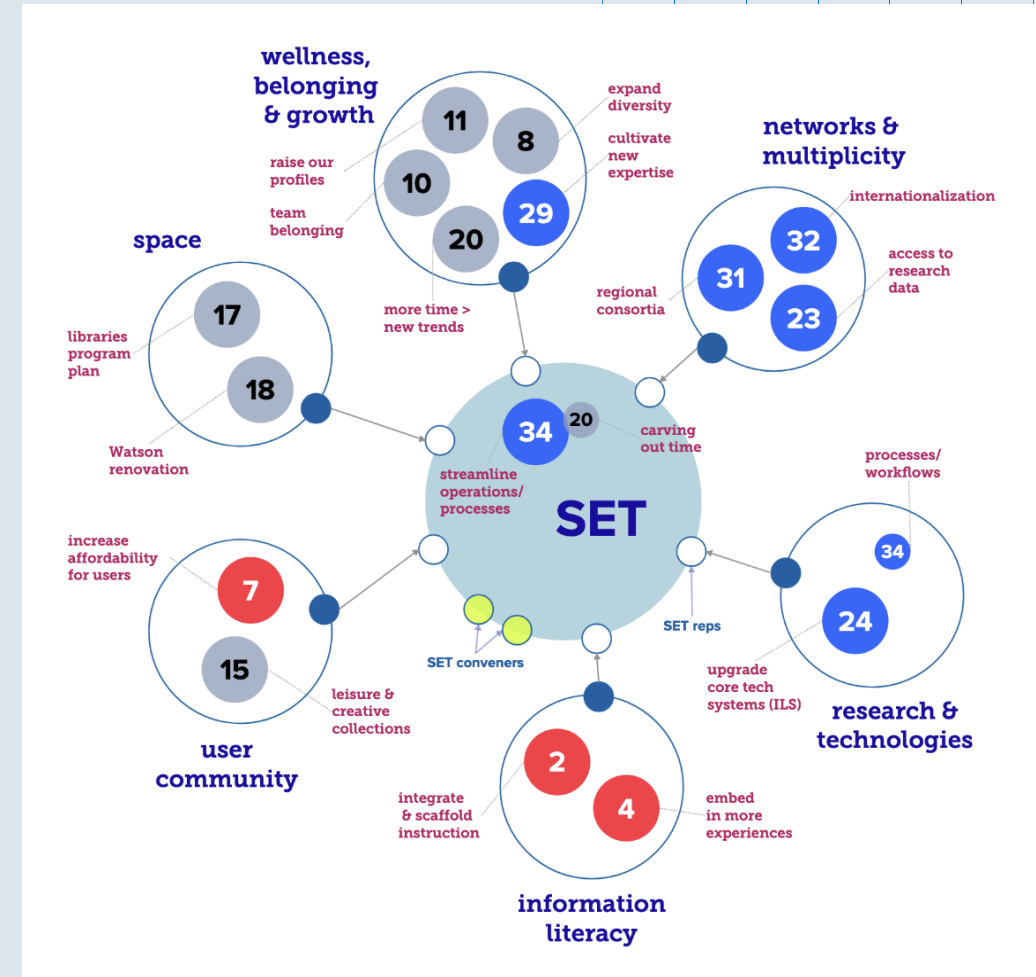 wellness,
belonging
& growth
11
8
10
29
20
expand
diversity
cultivate
new
expertise
raise our
profiles
team
belonging
more time >
new trends
networks &
multiplicity
32
31
23
internationalization
access to
research
data
regional
consortia
space
17
18
libraries
program
plan
Watson
renovation
34
20
carving
out time
streamline
operations/
processes
SET
SET reps
SET conveners
processes/
workflows
34
24
upgrade
core tech
systems (ILS)
research &
technologies
increase
affordability
for users
7
15
leisure &
creative
collections
user
community
2
4
integrate
& scaffold
instruction
embed
in more
experiences
information
literacy